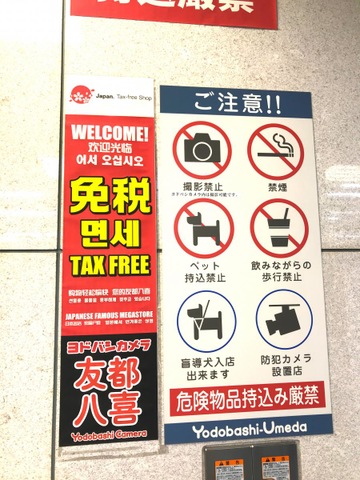 Japan. Tax-free Shop
WELCOME!
欢迎光临
어서 오십시오
免税
면세
TAX FREE
JAPANESE FAMOUS MEGASTORE
ヨドバシカメラ
友都
八喜
Yodobashi Camera
ご注意!!
撮影禁止
禁煙
ペット
持込禁止
飲みながらの
歩行禁止
盲導犬入店
出来ます
防犯カメラ
設置店
危険物品持込み厳禁
Yodobashi-Umeda